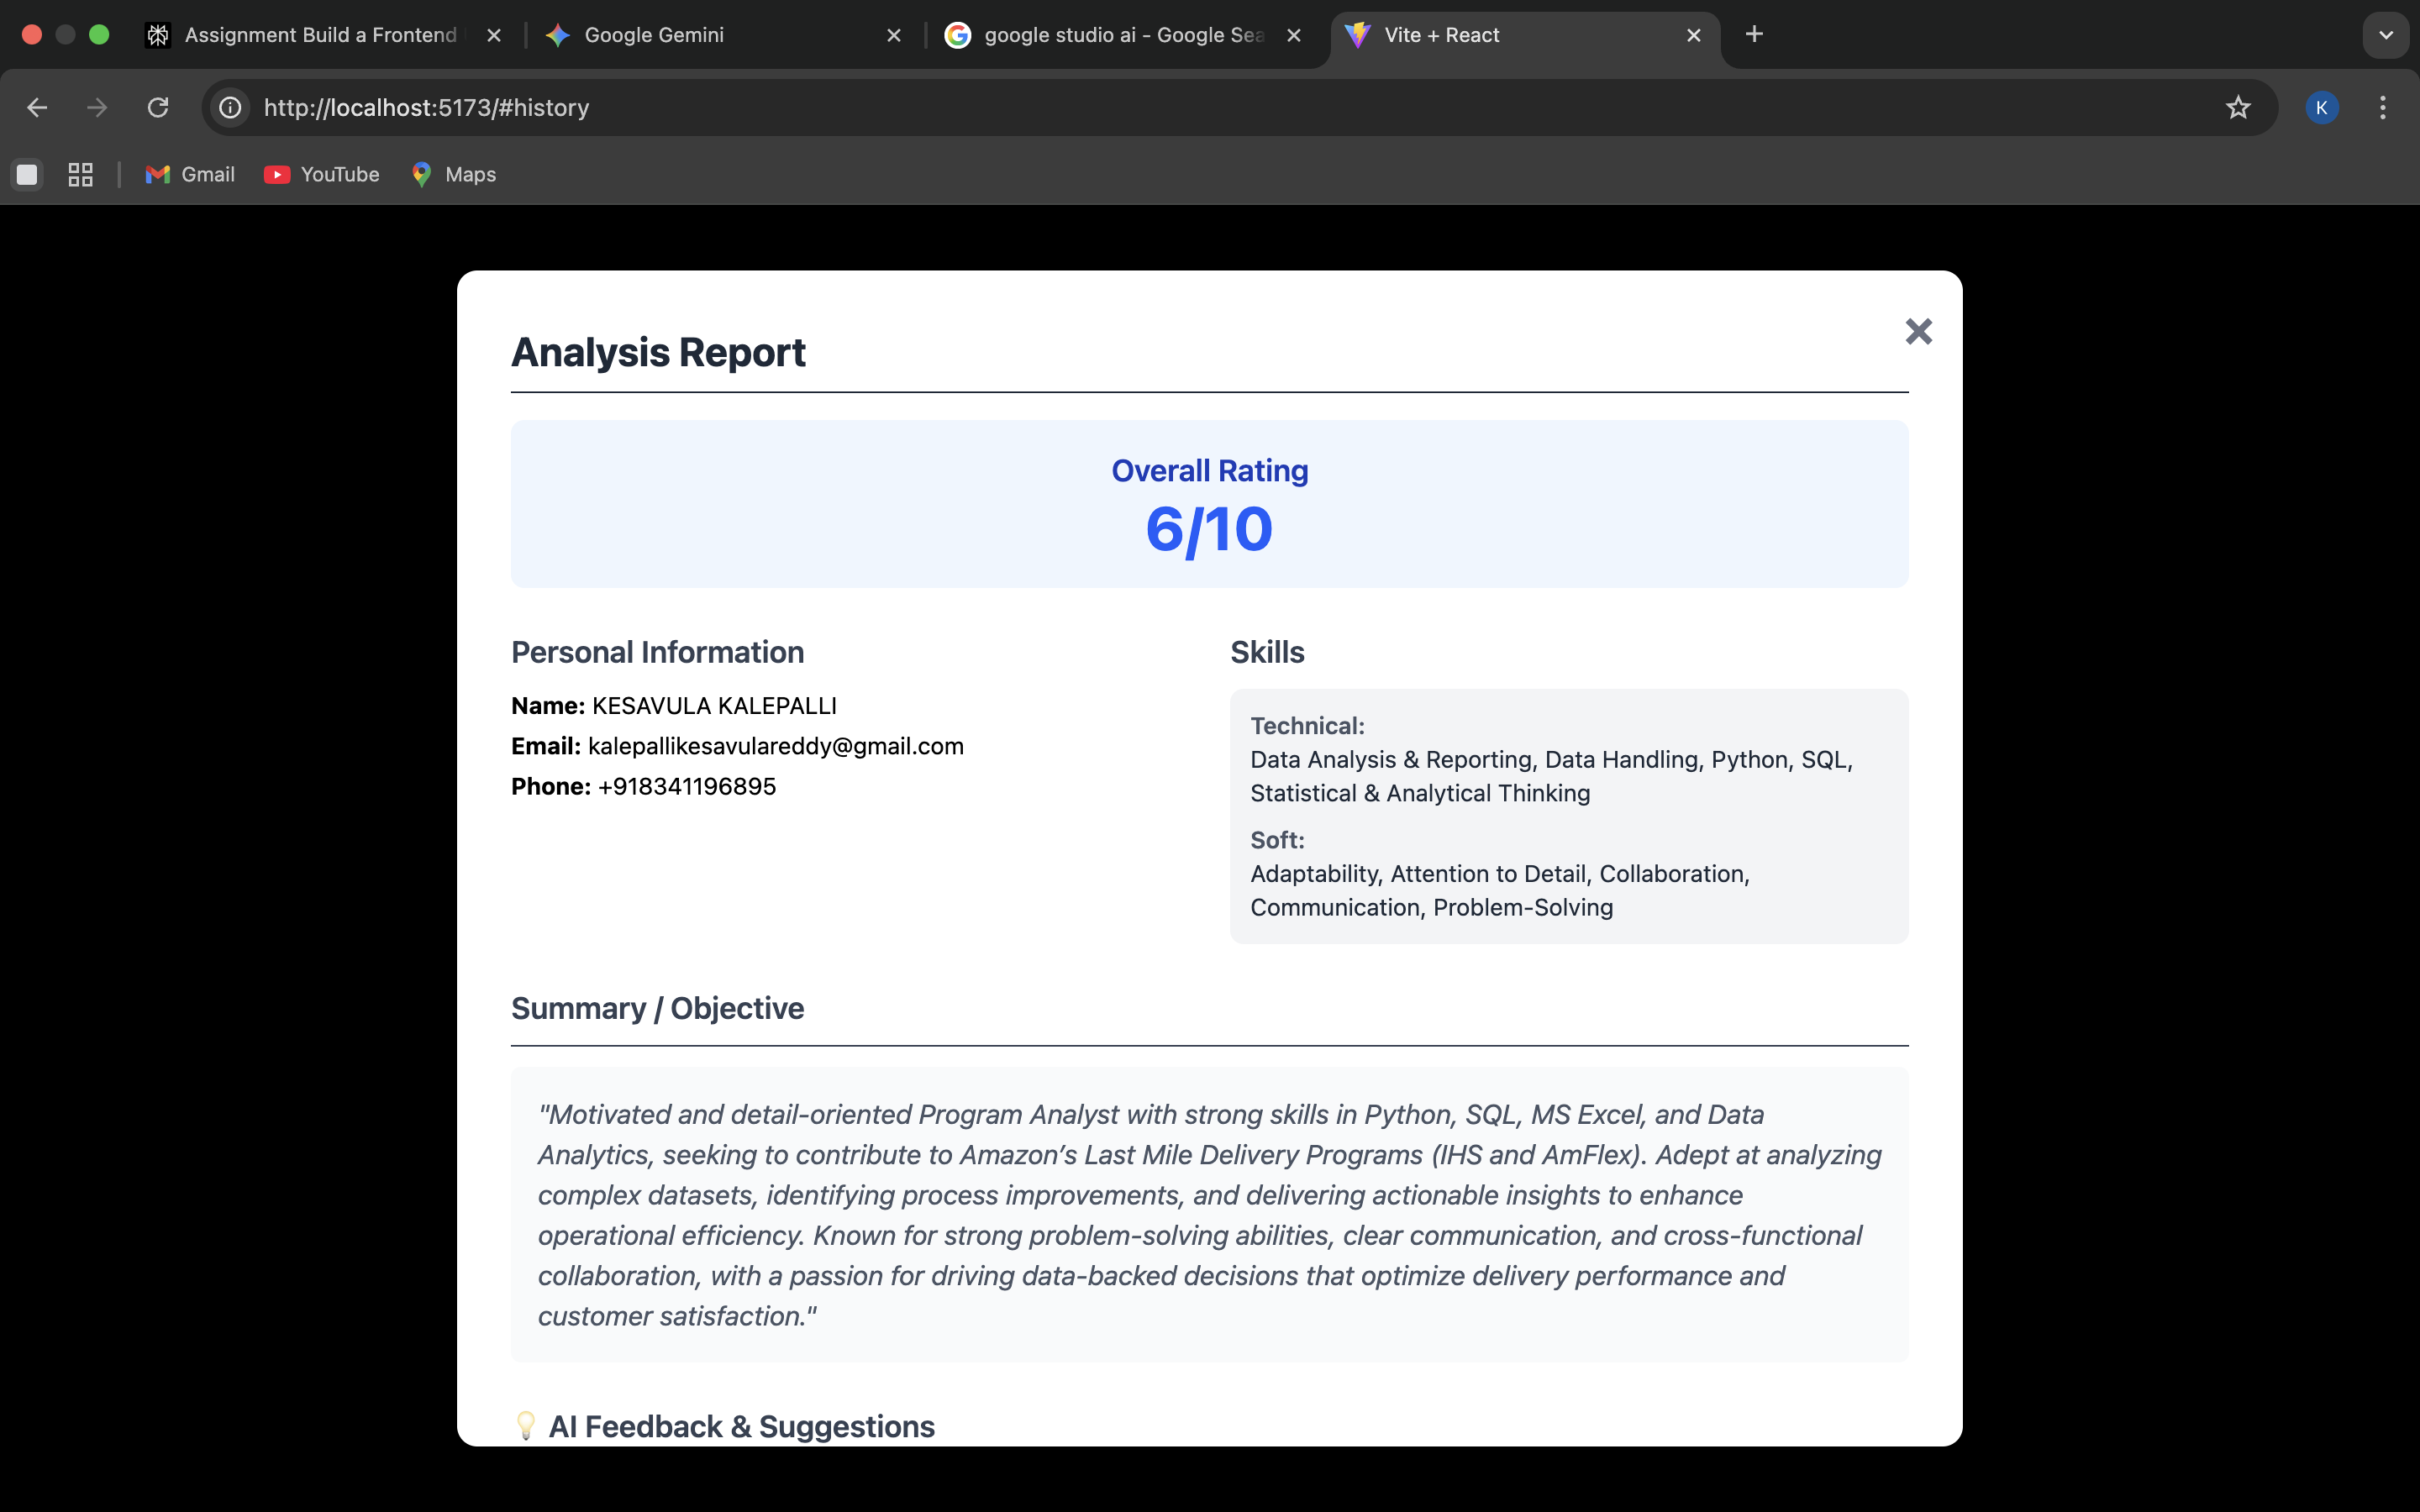 Assignment Build a Frontend
Google Gemini
google studio ai - Google Sea
Vite + React
http://localhost:5173/#history
K
Gmail
YouTube
Maps
Analysis Report
Overall Rating
6/10
Personal Information
Name: KESAVULA KALEPALLI
Email: kalepallikesavulareddy@gmail.com
Phone: +918341196895
Skills
Technical:
Data Analysis & Reporting, Data Handling, Python, SQL,
Statistical & Analytical Thinking
Soft:
Adaptability, Attention to Detail, Collaboration,
Communication, Problem-Solving
Summary / Objective
"Motivated and detail-oriented Program Analyst with strong skills in Python, SQL, MS Excel, and Data
Analytics, seeking to contribute to Amazon’s Last Mile Delivery Programs (IHS and AmFlex). Adept at analyzing
complex datasets, identifying process improvements, and delivering actionable insights to enhance
operational efficiency. Known for strong problem-solving abilities, clear communication, and cross-functional
collaboration, with a passion for driving data-backed decisions that optimize delivery performance and
customer satisfaction."
💡 AI Feedback & Suggestions